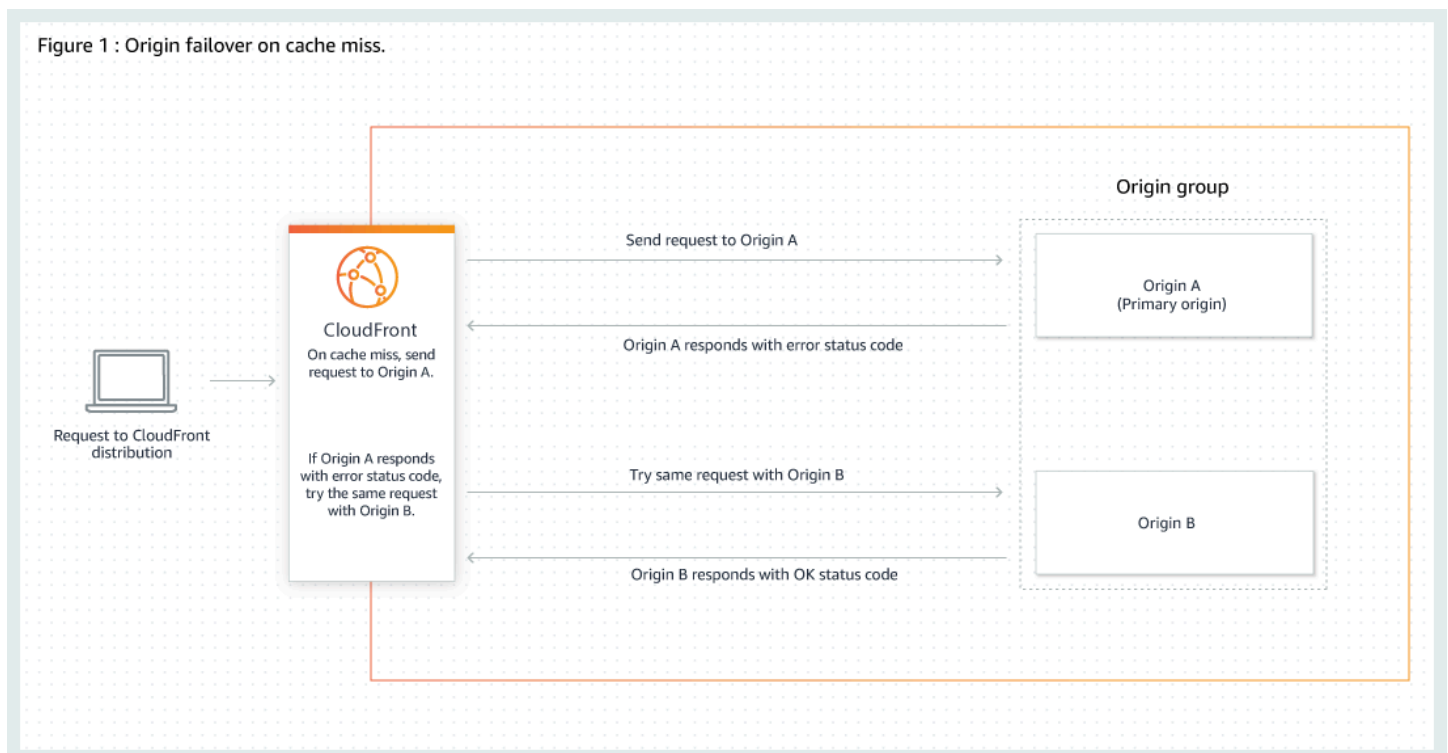 Figure 1 : Origin failover on cache miss.
Origin group
Send request to Origin A
Origin A
(Primary origin)
CloudFront
Origin A responds with error status code
On cache miss, send
request to Origin A.
Request to CloudFront
distribution
If Origin A responds
with error status code,
try the same request
with Origin B.
Try same request with Origin B
Origin B
Origin B responds with OK status code